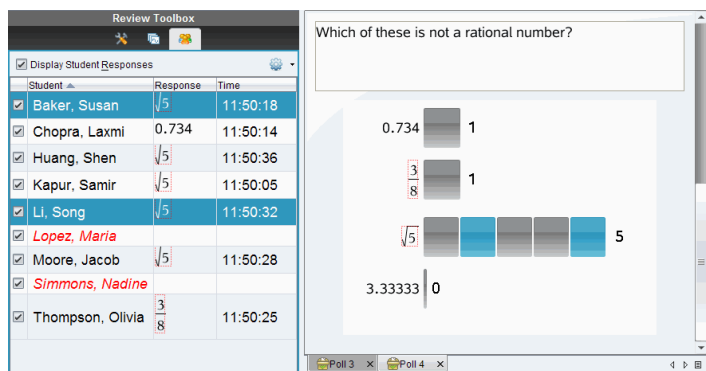 Review Toolbox
Display Student Responses
Student Response Time
Baker, Susan √5 11:50:18
Chopra, Laxmi 0.734 11:50:14
Huang, Shen √5 11:50:36
Kapur, Samir √5 11:50:05
Li, Song √5 11:50:32
Lopez, Maria
Moore, Jacob √5 11:50:28
Simmons, Nadine
Thompson, Olivia 3/8 11:50:25
Which of these is not a rational number?
0.734 1
3/8 1
√5 5
3.33333 0
Poll 3 Poll 4